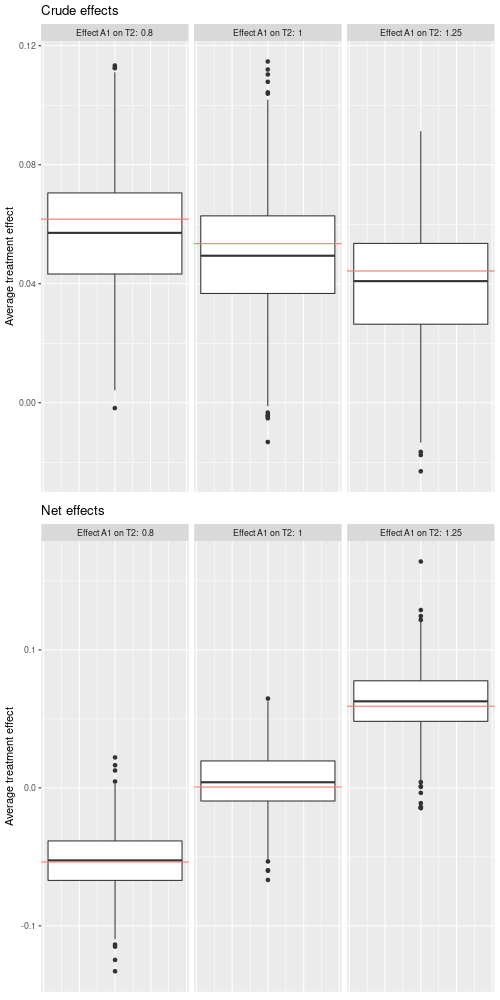 Crude effects
Effect A1 on T2: 0.8
Effect A1 on T2: 1
Effect A1 on T2: 1.25
0.12
0.08
0.04
0.00
Average treatment effect
Net effects
Effect A1 on T2: 0.8
Effect A1 on T2: 1
Effect A1 on T2: 1.25
0.1
0.0
-0.1
Average treatment effect